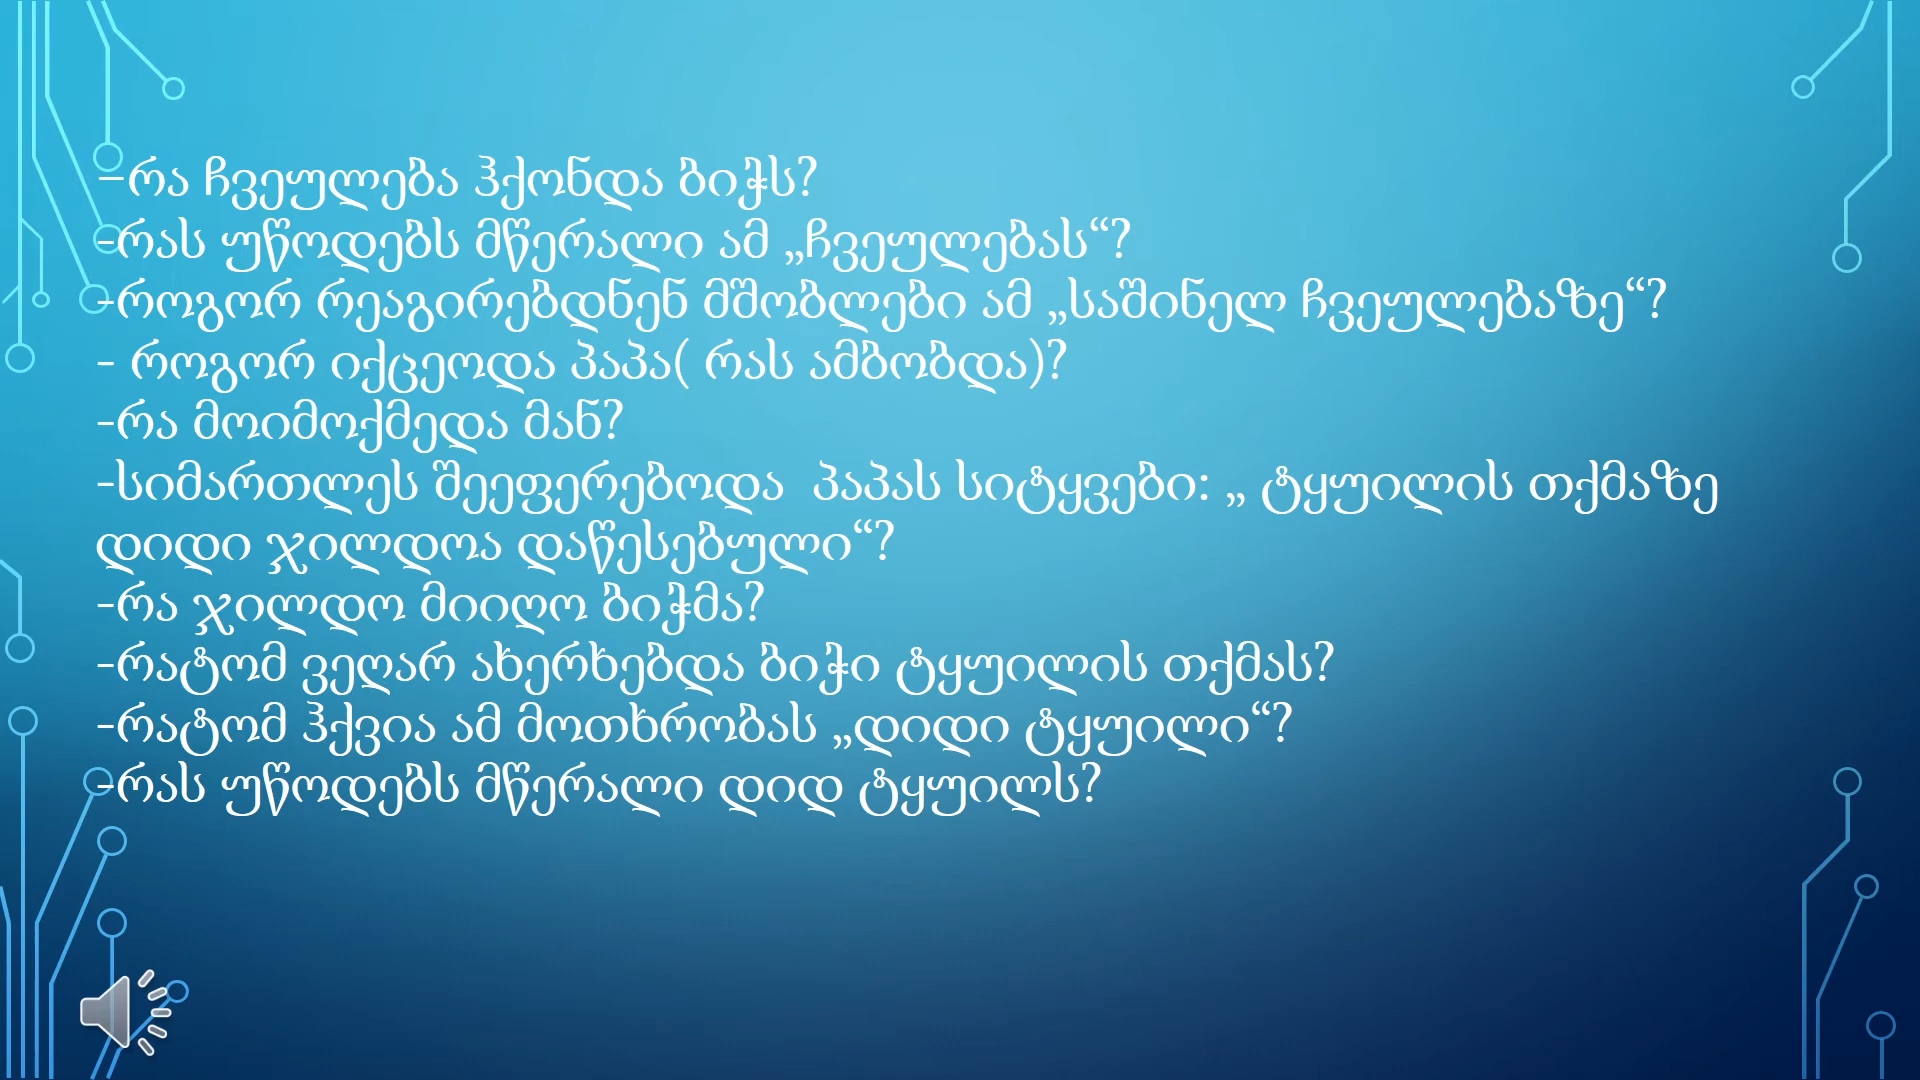 –რა ჩვეულება ჰქონდა ბიჭს?
-რას უწოდებს მწერალი ამ „ჩვეულებას“?
-როგორ რეაგირებდნენ მშობლები ამ „საშინელ ჩვეულებაზე“?
- როგორ იქცეოდა პაპა( რას ამბობდა)?
-რა მოიმოქმედა მან?
-სიმართლეს შეეფერებოდა  პაპას სიტყვები: „ ტყუილის თქმაზე
დიდი ჯილდოა დაწესებული“?
-რა ჯილდო მიიღო ბიჭმა?
-რატომ ვეღარ ახერხებდა ბიჭი ტყუილის თქმას?
-რატომ ჰქვია ამ მოთხრობას „დიდი ტყუილი“?
-რას უწოდებს მწერალი დიდ ტყუილს?